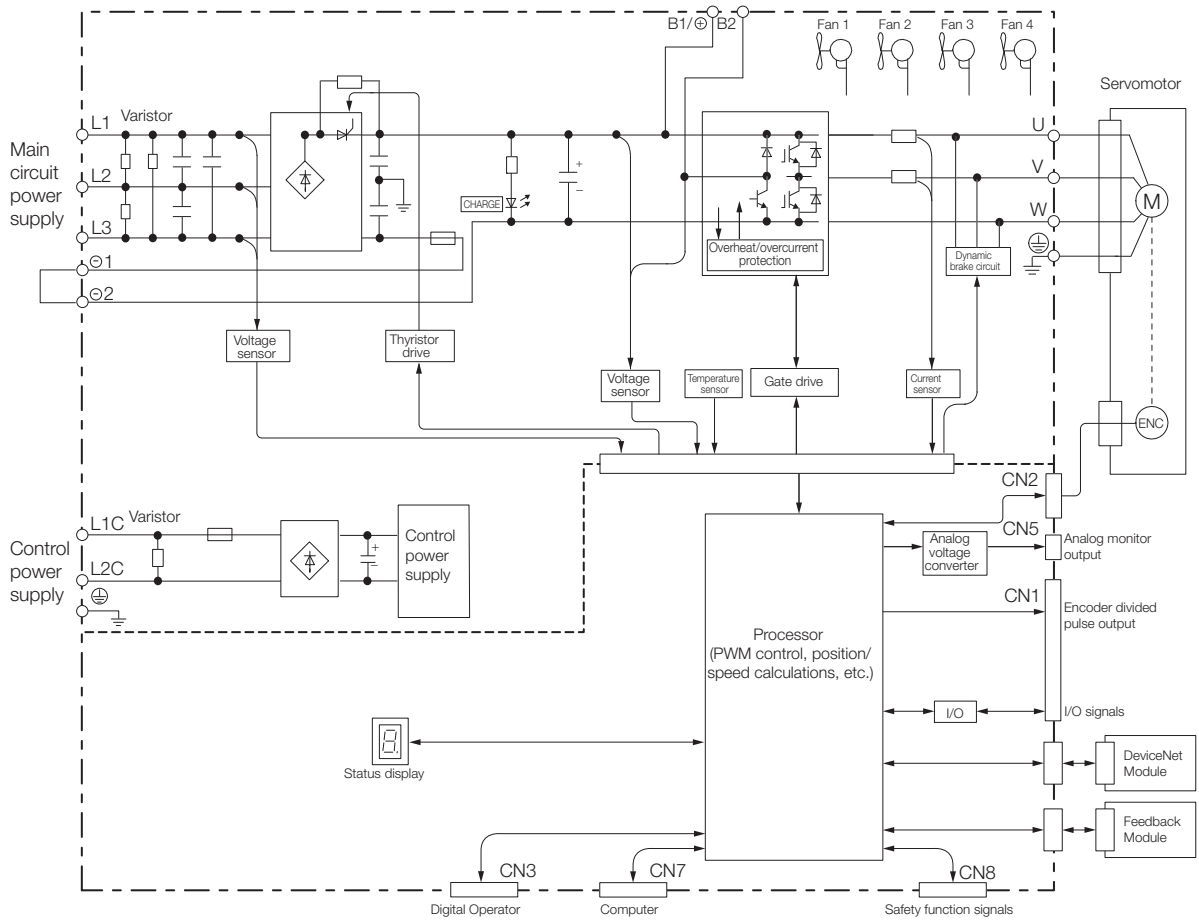 B1/⊕
B2
Fan 1
Fan 2
Fan 3
Fan 4
Servomotor
Main
circuit
power
supply
L1
Varistor
L2
L3
⊖1
⊖2
CHARGE
+
–
Overheat/overcurrent
protection
U
V
W
M
Dynamic
brake circuit
Voltage
sensor
Thyristor
drive
Voltage
sensor
Temperature
sensor
Gate drive
Current
sensor
ENC
Control
power
supply
L1C
Varistor
L2C
+
–
Control
power
supply
CN2
CN5
Analog
voltage
converter
Analog monitor
output
CN1
Encoder divided
pulse output
Processor
(PWM control, position/
speed calculations, etc.)
I/O
I/O signals
8.
Status display
DeviceNet
Module
Feedback
Module
CN3
CN7
CN8
Digital Operator
Computer
Safety function signals